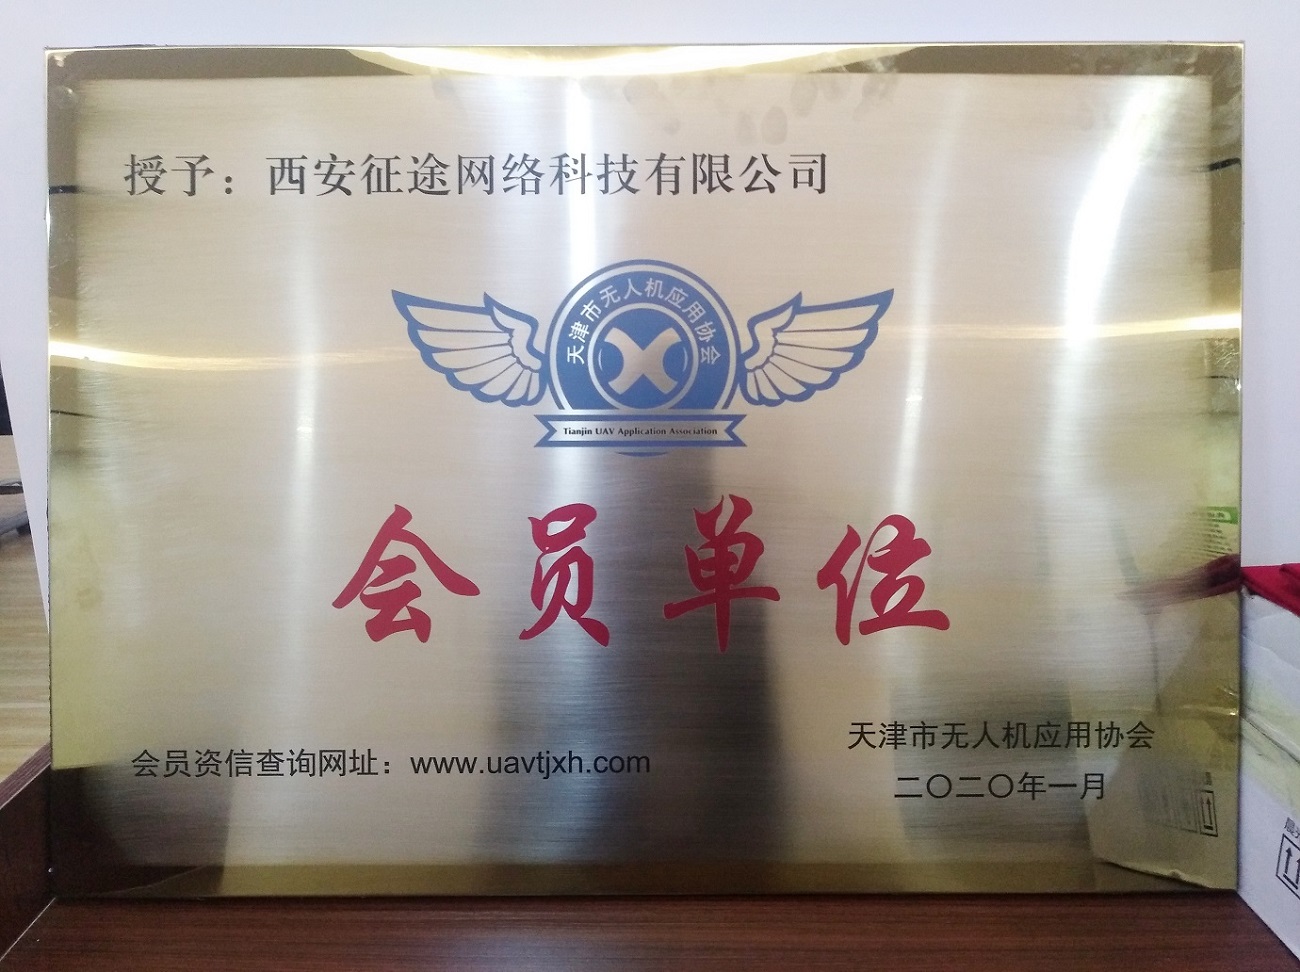 授予：西安征途网络科技有限公司
天津市无人机应用协会
Tianjin UAV Application Association
会员单位
会员资信查询网址：www.uavtjxh.com
天津市无人机应用协会
二〇二〇年一月